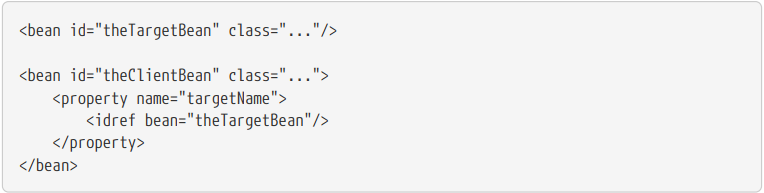 <bean id="theTargetBean" class="..."/>
<bean id="theClientBean" class="...">
    <property name="targetName">
        <idref bean="theTargetBean"/>
    </property>
</bean>